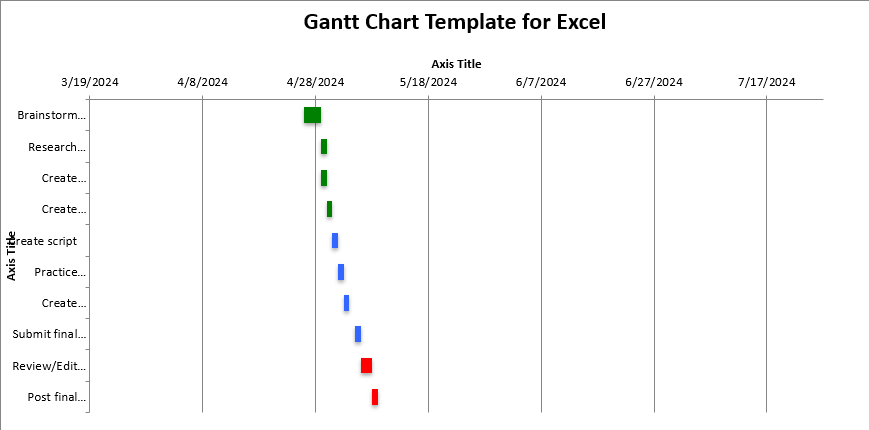 Gantt Chart Template for Excel
Axis Title
3/19/2024 4/8/2024 4/28/2024 5/18/2024 6/7/2024 6/27/2024 7/17/2024
Brainstorm...
Research...
Create...
Create...
Create script
Axis Title
Practice...
Create...
Submit final...
Review/Edit...
Post final...